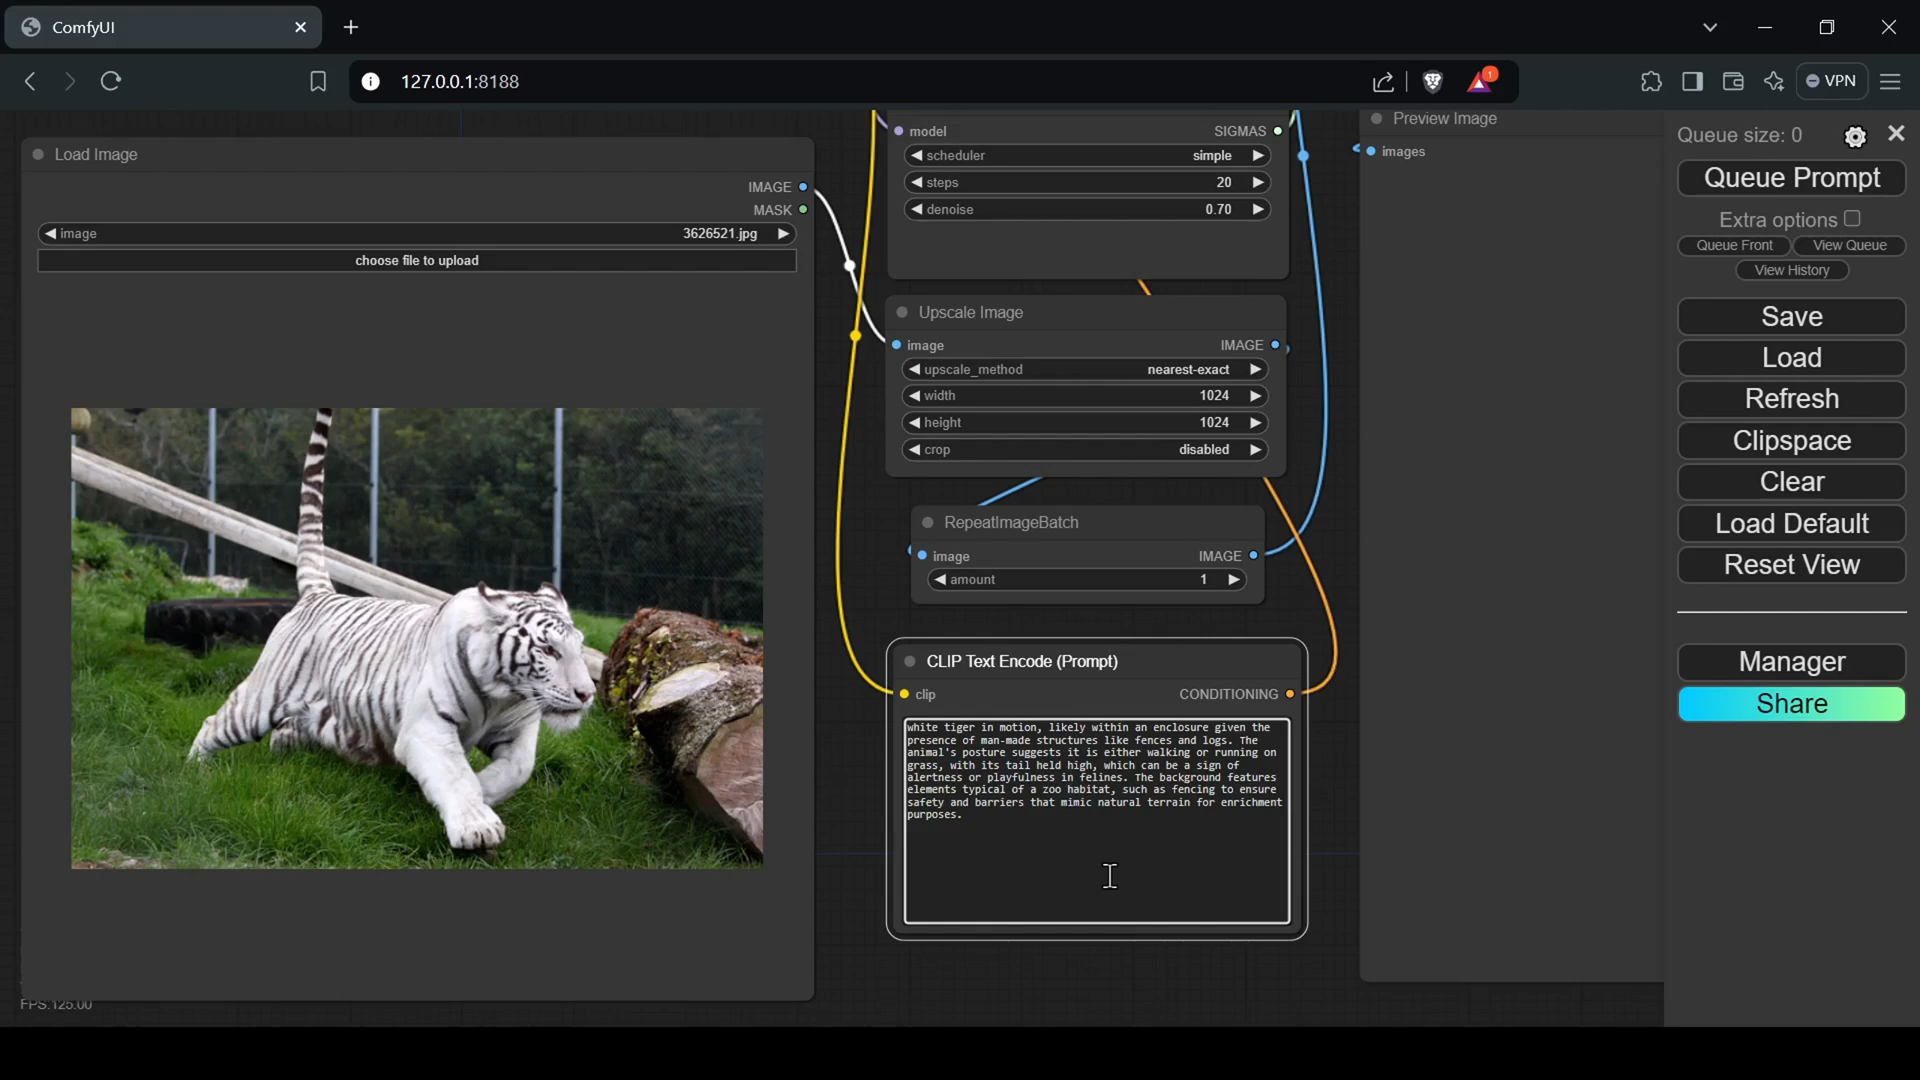 ComfyUI
127.0.0.1:8188
1
VPN
Load Image
IMAGE
MASK
image 3626521.jpg
choose file to upload
FPS:125.00
model SIGMAS
scheduler simple
steps 20
denoise 0.70
Upscale Image
image IMAGE
upscale_method nearest-exact
width 1024
height 1024
crop disabled
RepeatImageBatch
image IMAGE
amount 1
CLIP Text Encode (Prompt)
clip CONDITIONING
white tiger in motion, likely within an enclosure given the
presence of man-made structures like fences and logs. The
animal's posture suggests it is either walking or running on
grass, with its tail held high, which can be a sign of
alertness or playfulness in felines. The background features
elements typical of a zoo habitat, such as fencing to ensure
safety and barriers that mimic natural terrain for enrichment
purposes.
Preview Image
images
Queue size: 0
Queue Prompt
Extra options
Queue Front View Queue
View History
Save
Load
Refresh
Clipspace
Clear
Load Default
Reset View
Manager
Share